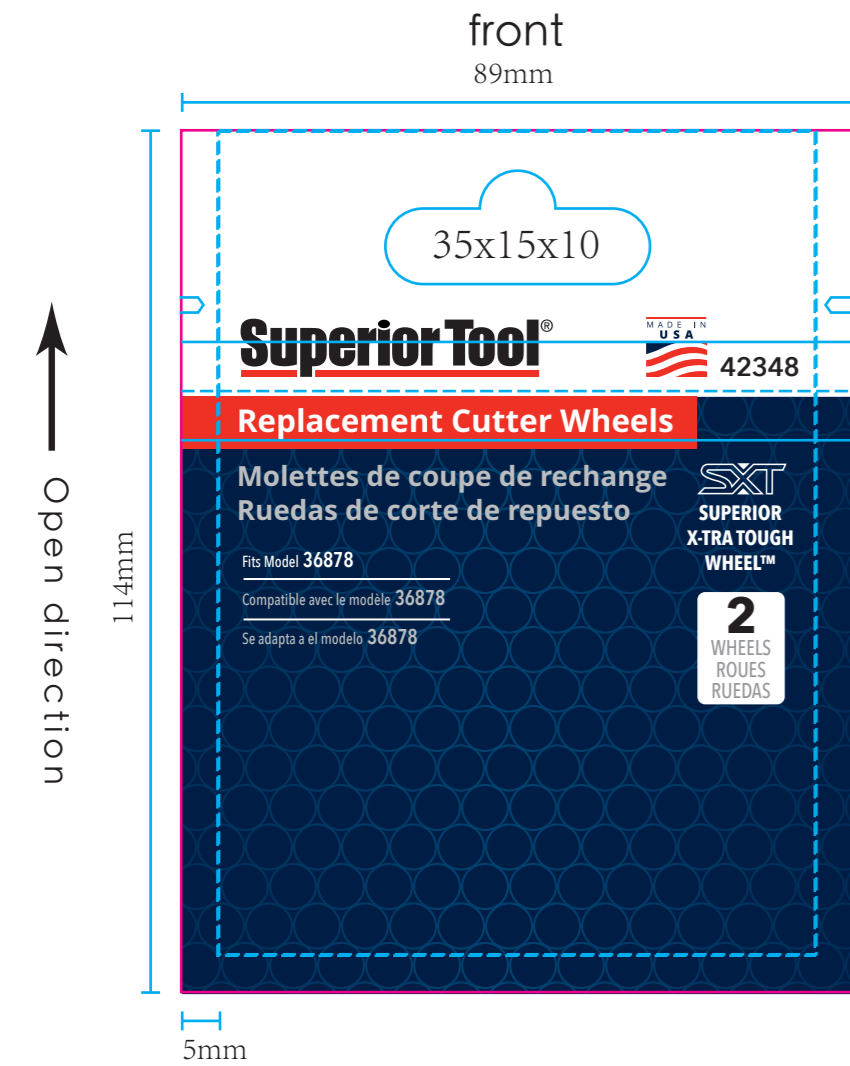 front
89mm
35x15x10
Superior Tool®
MADE IN
USA
42348
Replacement Cutter Wheels
Molettes de coupe de rechange
Ruedas de corte de repuesto
SXT
SUPERIOR
X-TRA TOUGH
WHEEL™
Fits Model 36878
Compatible avec le modèle 36878
Se adapta a el modelo 36878
2
WHEELS
ROUES
RUEDAS
Open direction
114mm
5mm